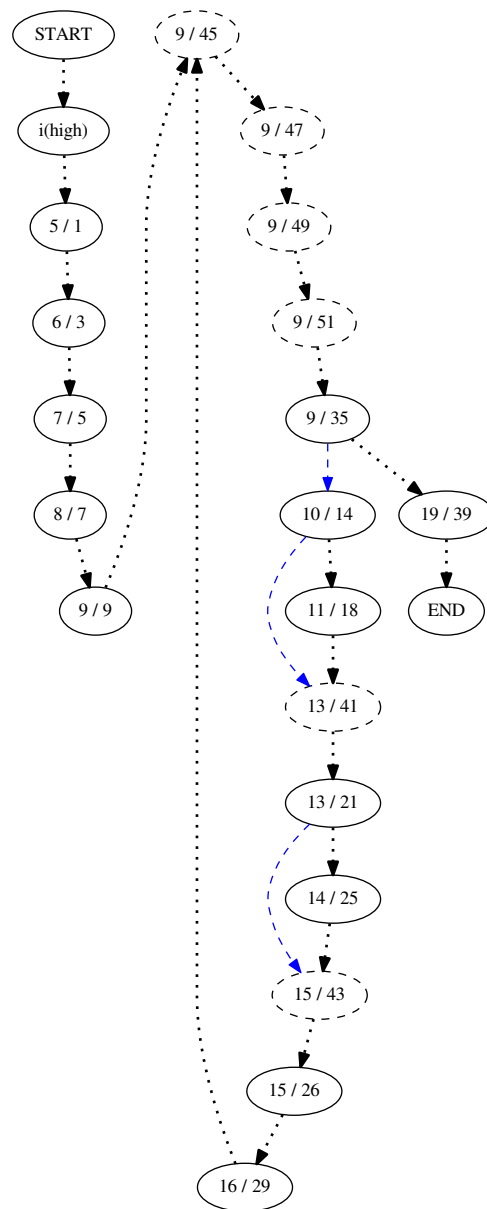 START
i(high)
5 / 1
6 / 3
7 / 5
8 / 7
9 / 9
9 / 45
9 / 47
9 / 49
9 / 51
9 / 35
10 / 14
19 / 39
11 / 18
END
13 / 41
13 / 21
14 / 25
15 / 43
15 / 26
16 / 29